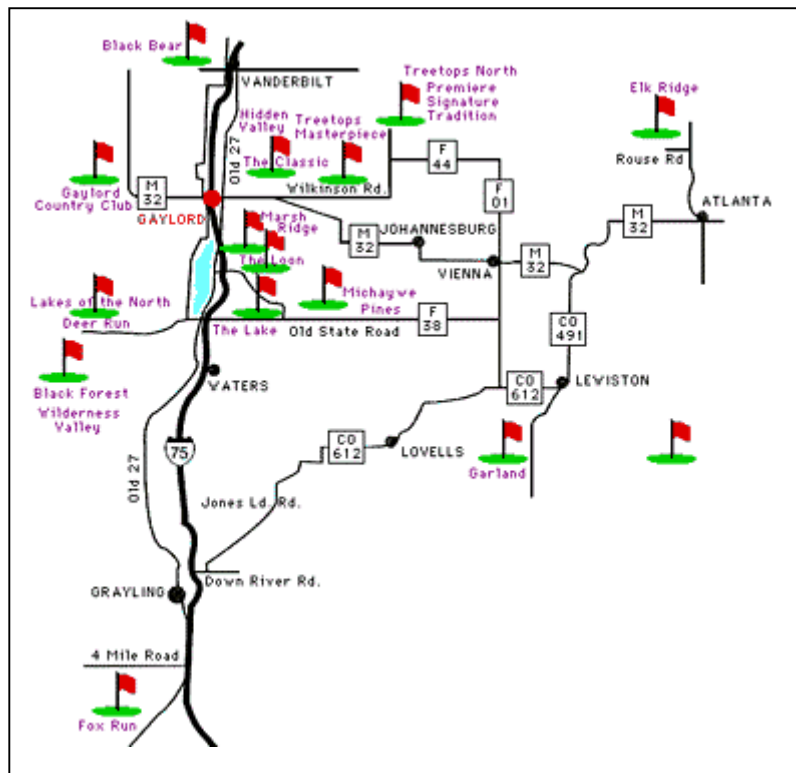 Black Bear
VANDERBILT
Treetops North
Premiere
Signature
Tradition
Elk Ridge
Hidden
Valley
Treetops
Masterpiece
Old 27
The Classic
F
44
Rouse Rd
Gaylord
Country Club
M
32
Wilkinson Rd.
F
01
ATLANTA
GAYLORD
Marsh
Ridge
M
32
JOHANNESBURG
M
32
The Loon
VIENNA
M
32
Lakes of the North
Deer Run
Michaywe
Pines
The Lake
Old State Road
F
38
CO
491
Black Forest
Wilderness
Valley
WATERS
CO
612
LEWISTON
75
Old 27
CO
612
LOVELLS
Garland
Jones Ld. Rd.
Down River Rd.
GRAYLING
4 Mile Road
Fox Run